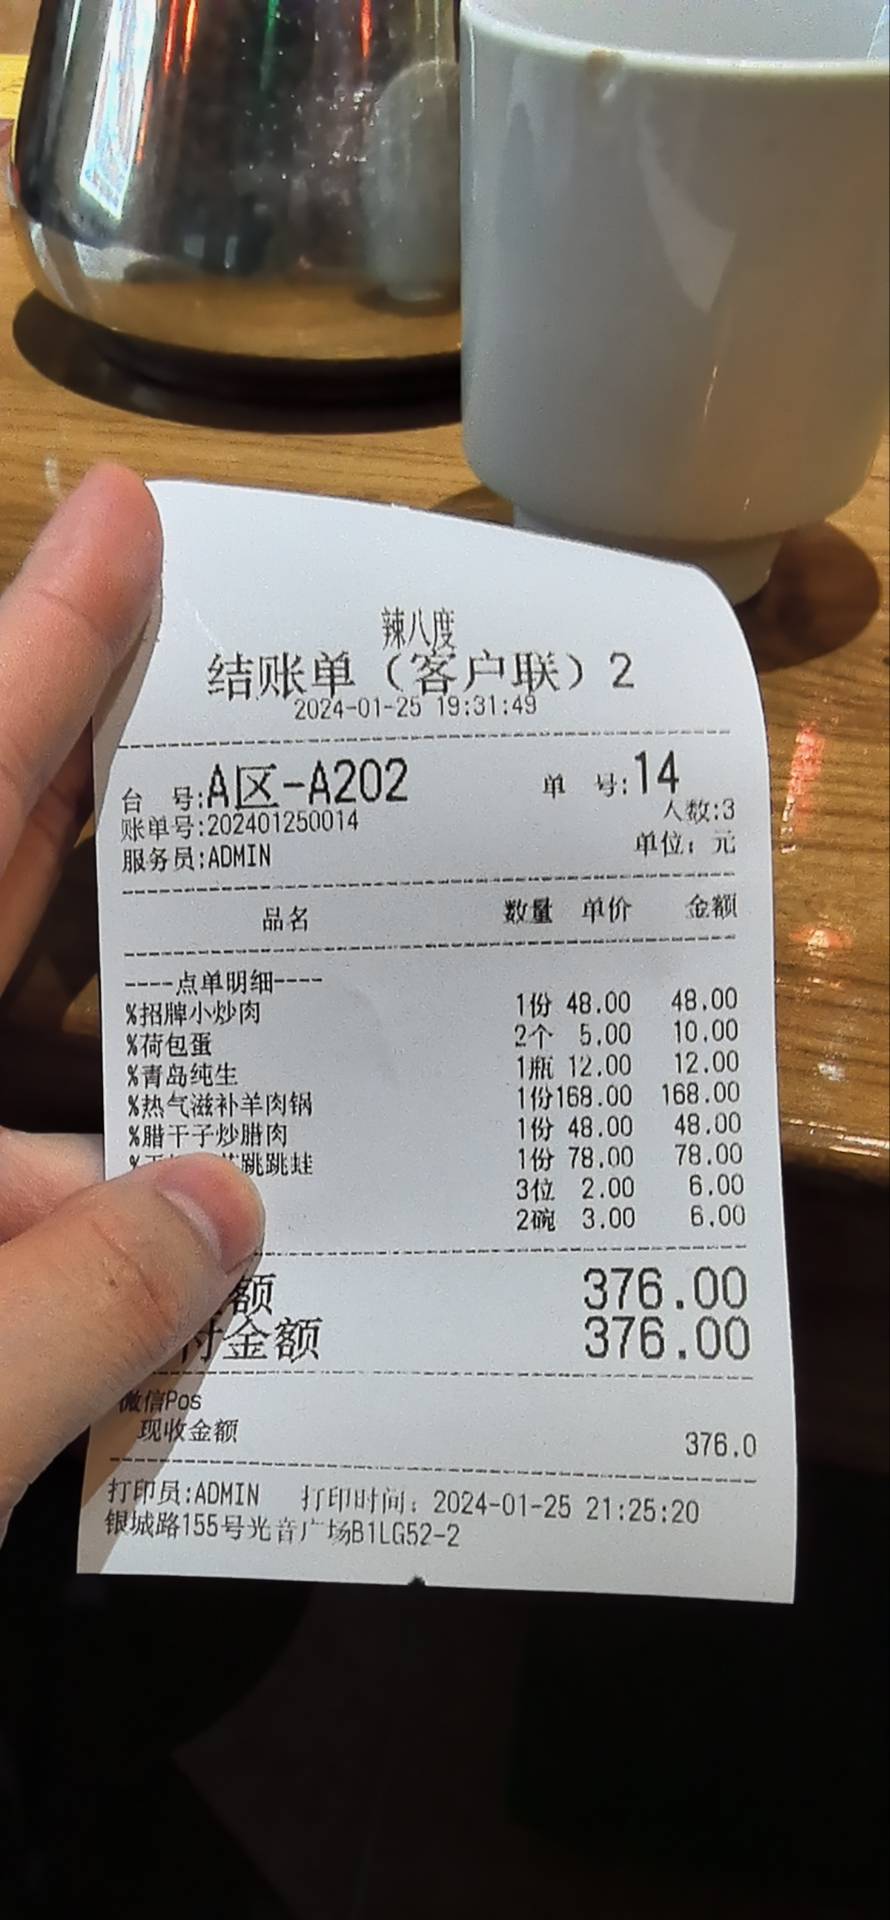 辣八度
结账单（客户联）2
2024-01-25 19:31:49
台 号:A区-A202 单 号:14
人数:3
账单号:202401250014
单位：元
服务员:ADMIN
品名 数量 单价 金额
----点单明细----
%招牌小炒肉 1份 48.00 48.00
%荷包蛋 2个 5.00 10.00
%青岛纯生 1瓶 12.00 12.00
%热气滋补羊肉锅 1份168.00 168.00
%腊干子炒腊肉 1份 48.00 48.00
% 跳跳蛙 1份 78.00 78.00
3位 2.00 6.00
2碗 3.00 6.00
额 376.00
付金额 376.00
微信Pos
现收金额 376.0
打印员:ADMIN 打印时间：2024-01-25 21:25:20
银城路155号光音广场B1LG52-2